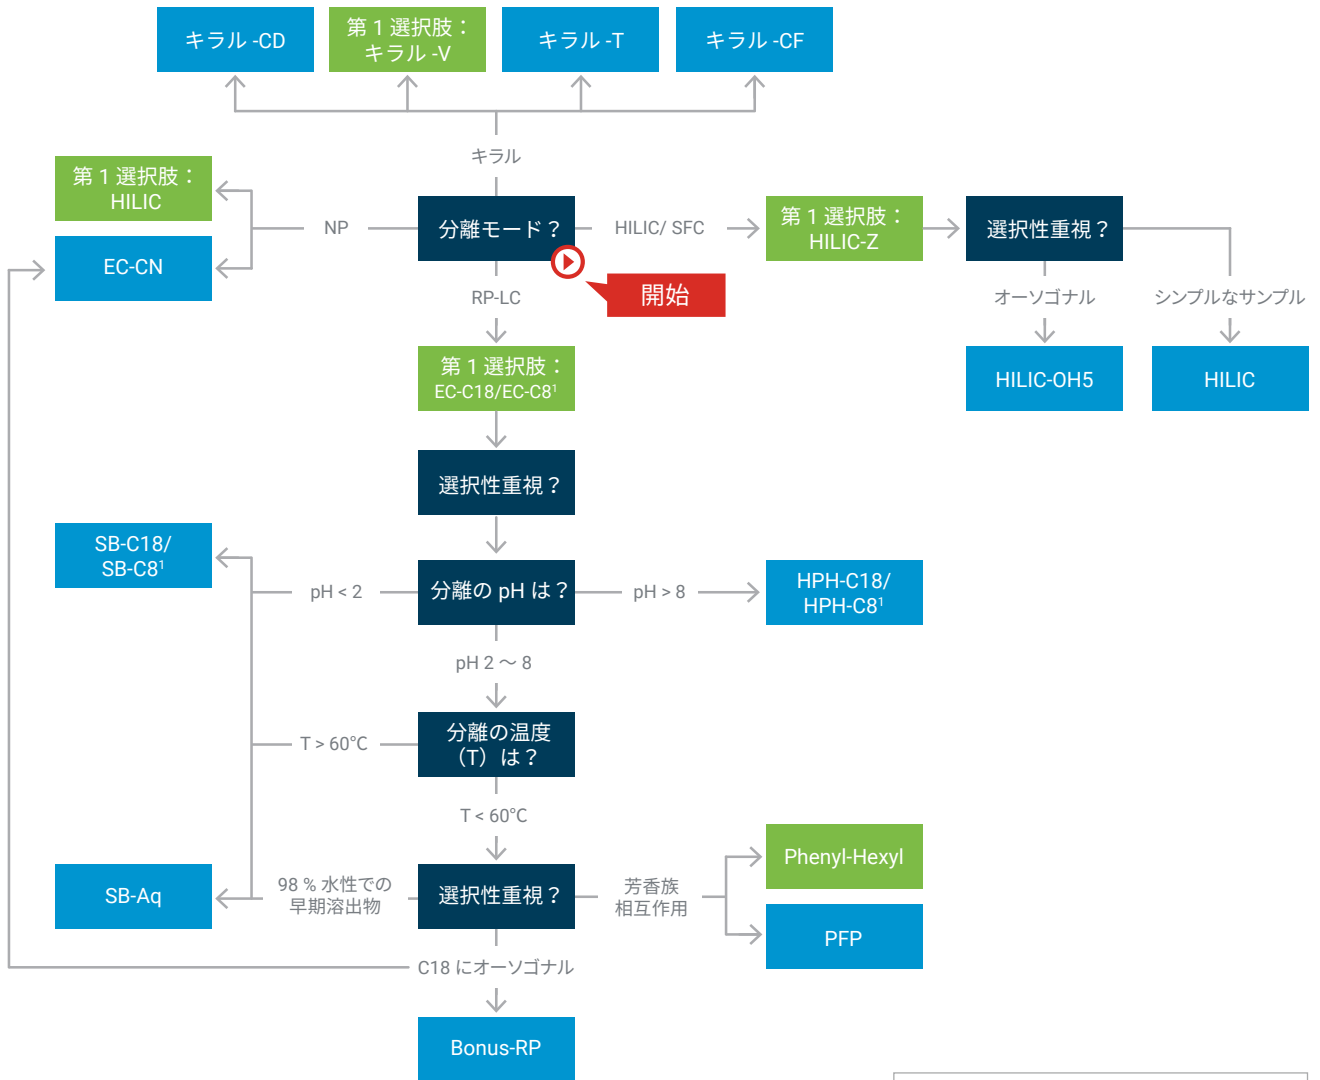 キラル -CD
第 1 選択肢：
キラル -V
キラル -T
キラル -CF
キラル
第 1 選択肢：
HILIC
EC-CN
NP
分離モード？
HILIC/ SFC
第 1 選択肢：
HILIC-Z
選択性重視？
開始
RP-LC
オーソゴナル
シンプルなサンプル
HILIC-OH5
HILIC
第 1 選択肢：
EC-C18/EC-C8¹
選択性重視？
SB-C18/
SB-C8¹
pH < 2
分離の pH は？
pH > 8
HPH-C18/
HPH-C8¹
pH 2 ～ 8
T > 60℃
分離の温度
（T）は？
T < 60℃
SB-Aq
98 % 水性での
早期溶出物
選択性重視？
芳香族
相互作用
Phenyl-Hexyl
PFP
C18 にオーソゴナル
Bonus-RP